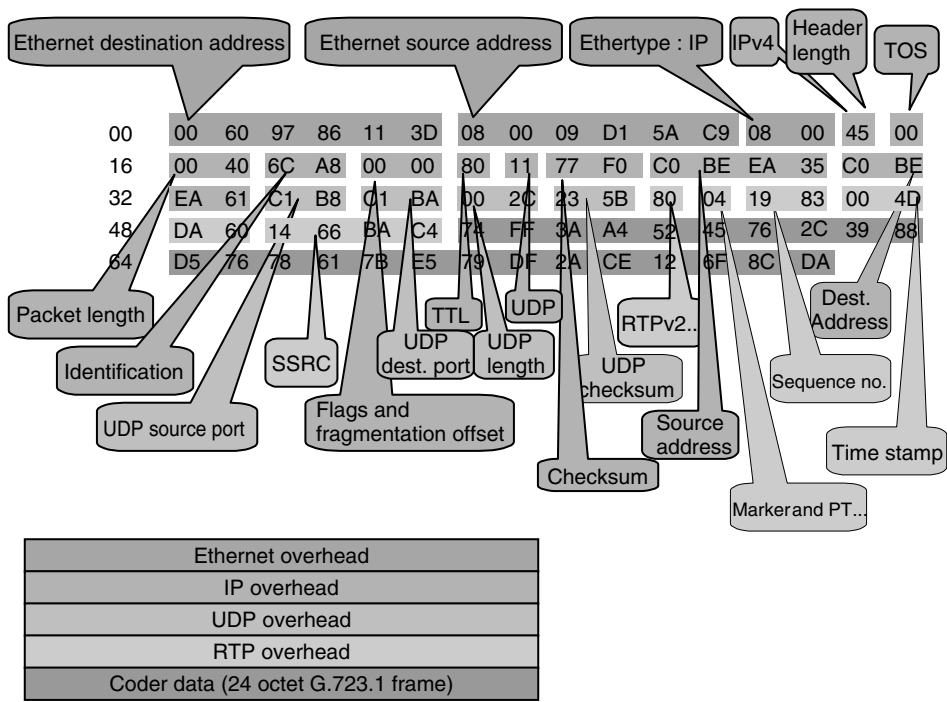 Ethernet destination address
Ethernet source address
Ethertype : IP
IPv4
Header
length
TOS
00 00 60 97 86 11 3D 08 00 09 D1 5A C9 08 00 45 00
16 00 40 6C A8 00 00 80 11 77 F0 C0 BE EA 35 C0 BE
32 EA 61 C1 B8 C1 BA 00 2C 23 5B 80 04 19 83 00 4D
48 DA 60 14 66 BA C4 74 FF 3A A4 52 45 76 2C 39 88
64 D5 76 78 61 7B E5 79 DF 2A CE 12 6F 8C DA
Packet length
Identification
UDP source port
SSRC
Flags and
fragmentation offset
UDP
dest. port
TTL
UDP
length
UDP
Checksum
UDP
checksum
RTPv2..
Source
address
Marker and PT...
Sequence no.
Dest.
Address
Time stamp
Ethernet overhead
IP overhead
UDP overhead
RTP overhead
Coder data (24 octet G.723.1 frame)